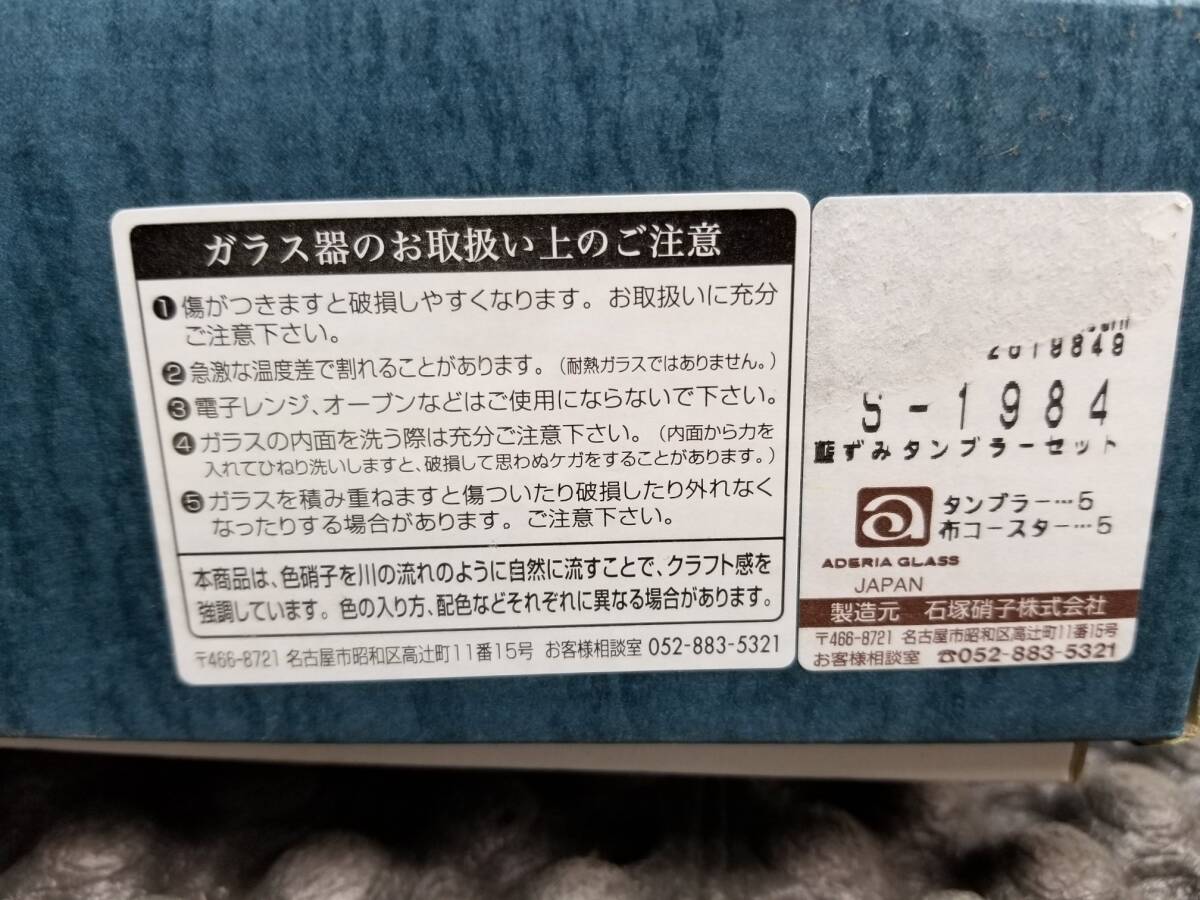 ガラス器のお取扱い上のご注意
❶傷がつきますと破損しやすくなります。お取扱いに充分
ご注意下さい。
❷急激な温度差で割れることがあります。(耐熱ガラスではありません。)
❸電子レンジ、オーブンなどはご使用にならないで下さい。
❹ガラスの内面を洗う際は充分ご注意下さい。(内面から力を
入れてひねり洗いしますと、破損して思わぬケガをすることがあります。)
❺ガラスを積み重ねますと傷ついたり破損したり外れなく
なったりする場合があります。ご注意下さい。
本商品は、色硝子を川の流れのように自然に流すことで、クラフト感を
強調しています。色の入り方、配色などそれぞれに異なる場合があります。
〒466-8721 名古屋市昭和区高辻町11番15号 お客様相談室 052-883-5321
2019849
S-1984
藍ずみタンブラーセット
タンブラー…5
布コースター…5
ADERIA GLASS
JAPAN
製造元 石塚硝子株式会社
〒466-8721 名古屋市昭和区高辻町11番15号
お客様相談室 ☎052-883-5321